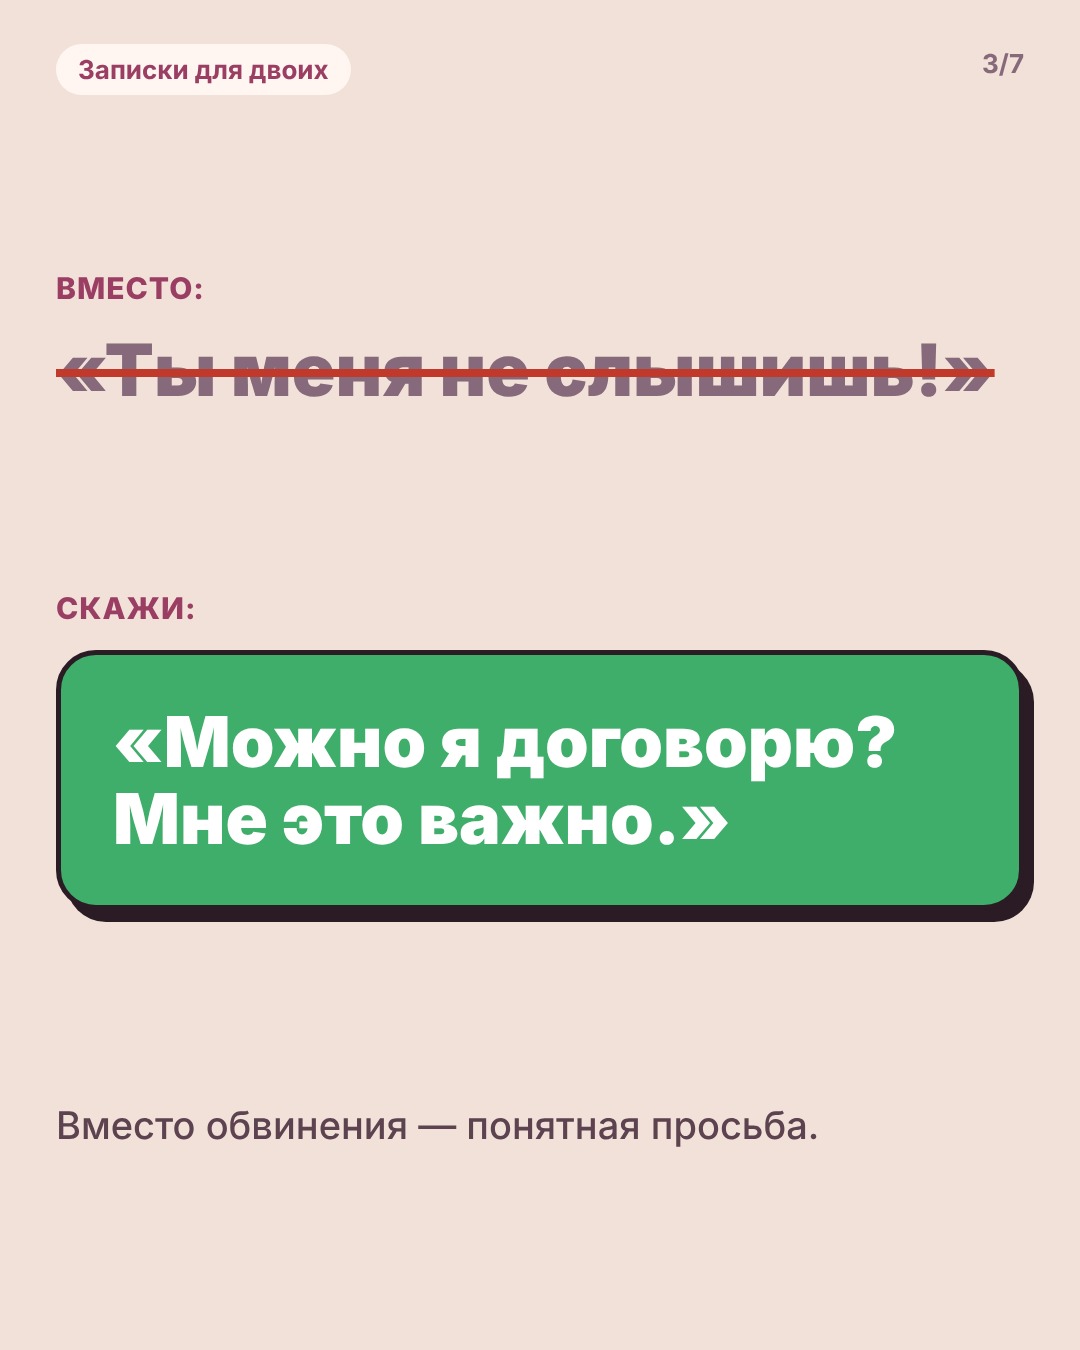 Записки для двоих
3/7
ВМЕСТО:
«Ты меня не слышишь!»
СКАЖИ:
«Можно я договорю?
Мне это важно.»
Вместо обвинения — понятная просьба.